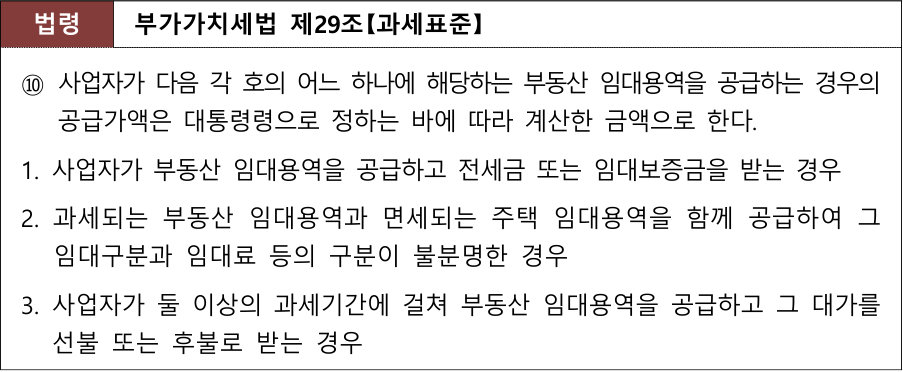 법령 부가가치세법 제29조【과세표준】
⑩ 사업자가 다음 각 호의 어느 하나에 해당하는 부동산 임대용역을 공급하는 경우의
공급가액은 대통령령으로 정하는 바에 따라 계산한 금액으로 한다.
1. 사업자가 부동산 임대용역을 공급하고 전세금 또는 임대보증금을 받는 경우
2. 과세되는 부동산 임대용역과 면세되는 주택 임대용역을 함께 공급하여 그
임대구분과 임대료 등의 구분이 불분명한 경우
3. 사업자가 둘 이상의 과세기간에 걸쳐 부동산 임대용역을 공급하고 그 대가를
선불 또는 후불로 받는 경우